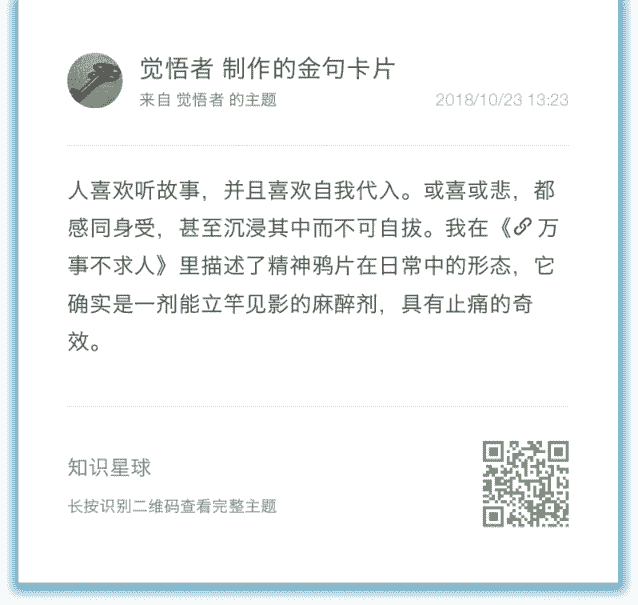 觉悟者 制作的金句卡片
来自 觉悟者 的主题 2018/10/23 13:23
人喜欢听故事，并且喜欢自我代入。或喜或悲，都
感同身受，甚至沉浸其中而不可自拔。我在《万
事不求人》里描述了精神鸦片在日常中的形态，它
确实是一剂能立竿见影的麻醉剂，具有止痛的奇
效。
知识星球
长按识别二维码查看完整主题